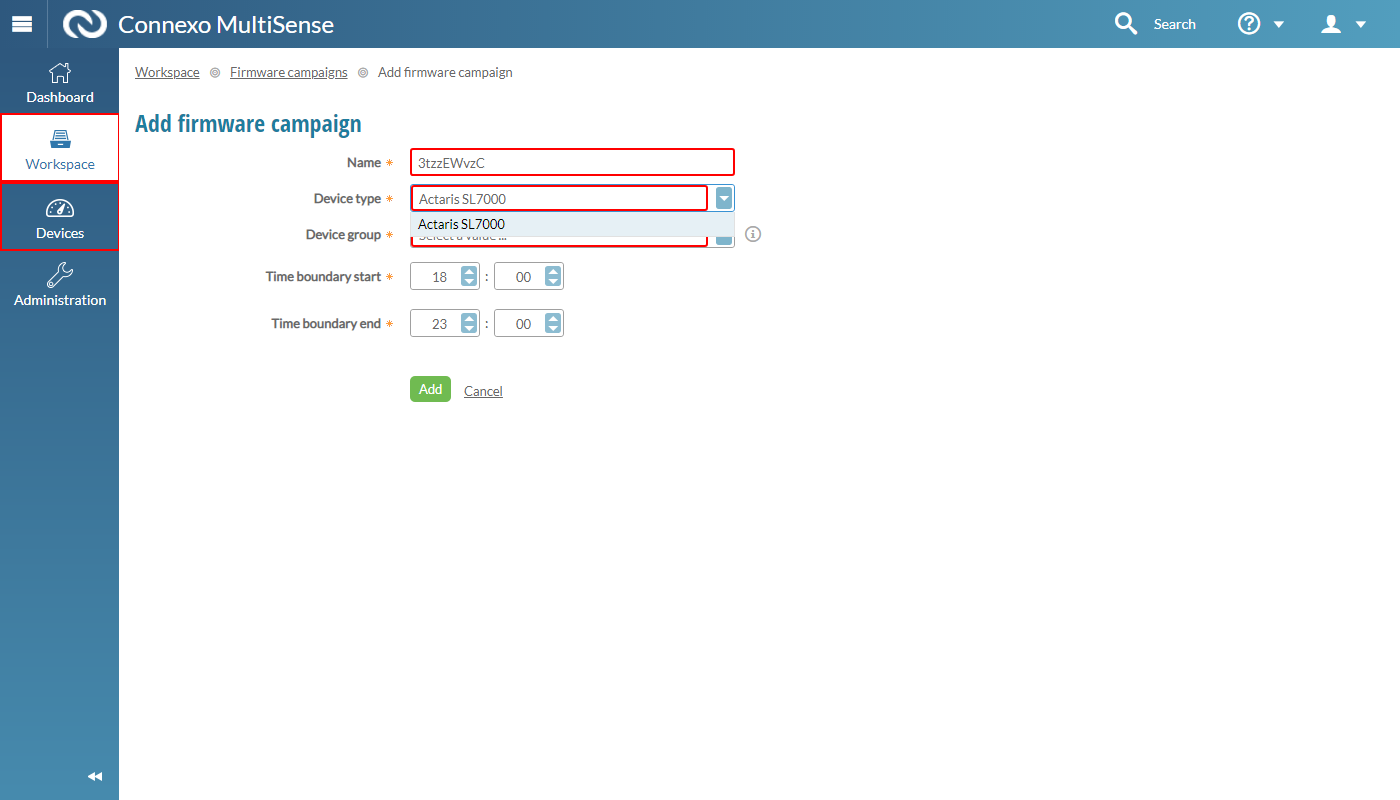 Connexo MultiSense
Search
Dashboard
Workspace
Devices
Administration
Workspace Firmware campaigns Add firmware campaign
Add firmware campaign
Name * 3tzzEWvzC
Device type * Actaris SL7000
Actaris SL7000
Device group * Select a value ...
Time boundary start * 18 : 00
Time boundary end * 23 : 00
Add Cancel